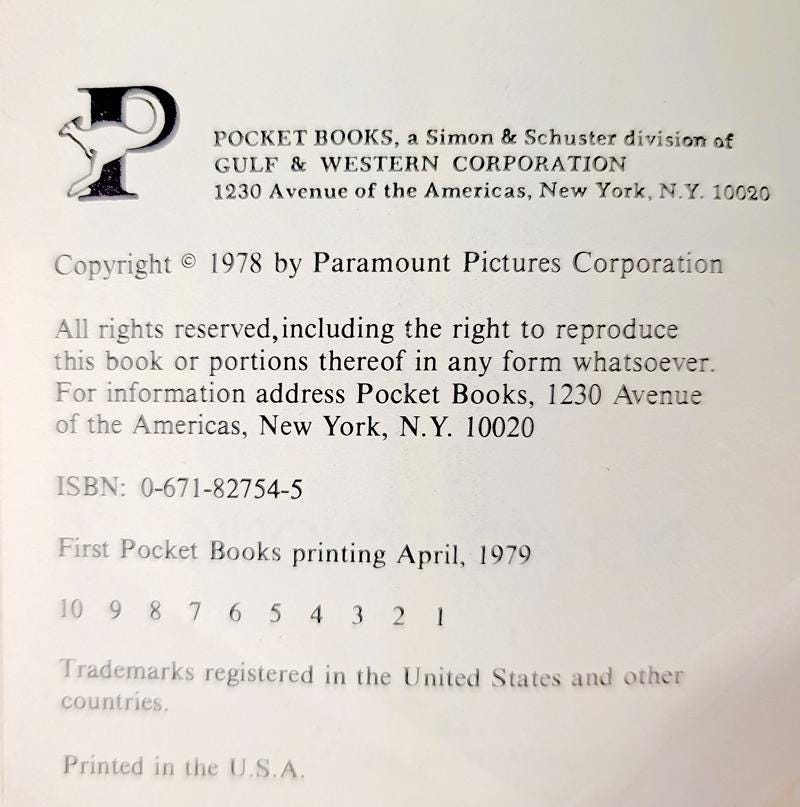 P
POCKET BOOKS, a Simon & Schuster division of
GULF & WESTERN CORPORATION
1230 Avenue of the Americas, New York, N.Y. 10020
Copyright © 1978 by Paramount Pictures Corporation
All rights reserved, including the right to reproduce
this book or portions thereof in any form whatsoever.
For information address Pocket Books, 1230 Avenue
of the Americas, New York, N.Y. 10020
ISBN: 0-671-82754-5
First Pocket Books printing April, 1979
10 9 8 7 6 5 4 3 2 1
Trademarks registered in the United States and other
countries.
Printed in the U.S.A.